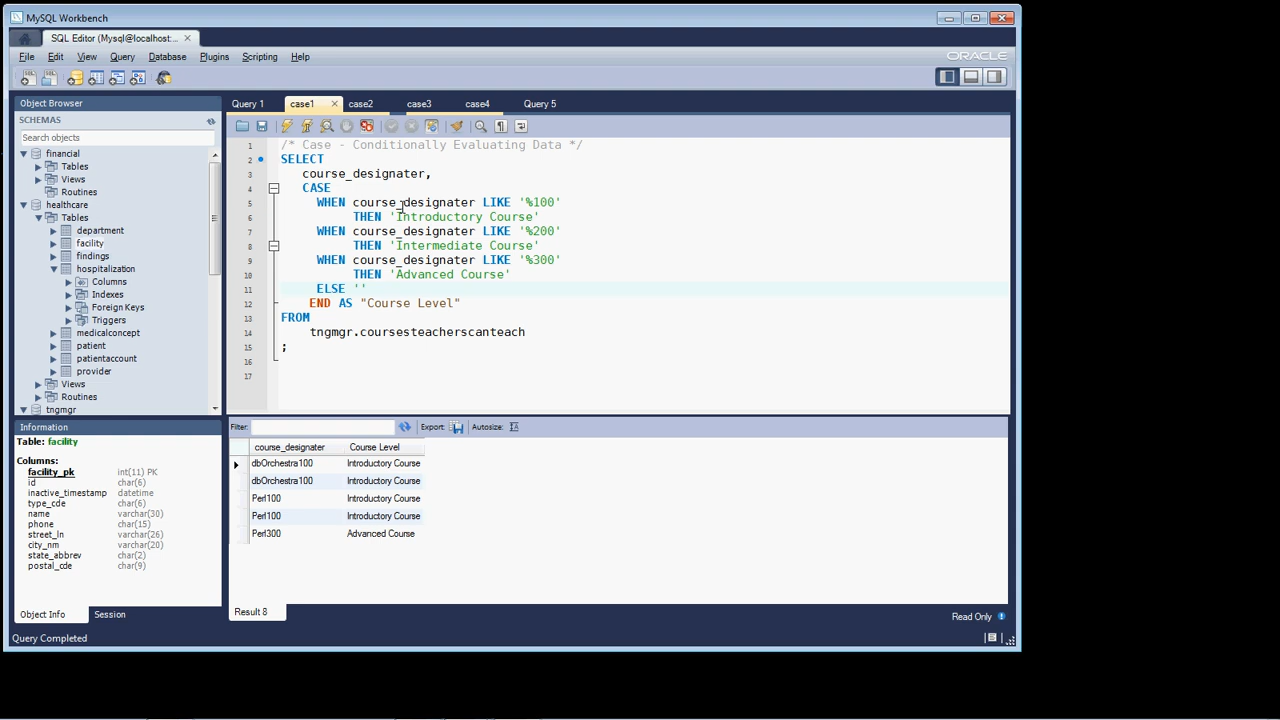 MySQL Workbench
SQL Editor (Mysql@localhost:...
File Edit View Query Database Plugins Scripting Help
ORACLE
Object Browser
SCHEMAS
Search objects
financial
Tables
Views
Routines
healthcare
Tables
department
facility
findings
hospitalization
Columns
Indexes
Foreign Keys
Triggers
medicalconcept
patient
patientaccount
provider
Views
Routines
tngmgr
Query 1 case1 case2 case3 case4 Query 5
1 /* Case - Conditionally Evaluating Data */
2 SELECT
3 course_designater,
4 CASE
5 WHEN course_designater LIKE '%100'
6 THEN 'Introductory Course'
7 WHEN course_designater LIKE '%200'
8 THEN 'Intermediate Course'
9 WHEN course_designater LIKE '%300'
10 THEN 'Advanced Course'
11 ELSE ''
12 END AS "Course Level"
13 FROM
14 tngmgr.coursesteacherscanteach
15 ;
16
17
Information
Table: facility
Columns:
facility_pk int(11) PK
id char(6)
inactive_timestamp datetime
type_cde char(6)
name varchar(30)
phone char(15)
street_ln varchar(26)
city_nm varchar(20)
state_abbrev char(2)
postal_cde char(9)
Object Info Session
Filter: Export: Autosize:
course_designater Course Level
dbOrchestra100 Introductory Course
dbOrchestra100 Introductory Course
Perl100 Introductory Course
Perl100 Introductory Course
Perl300 Advanced Course
Result 8
Read Only
Query Completed